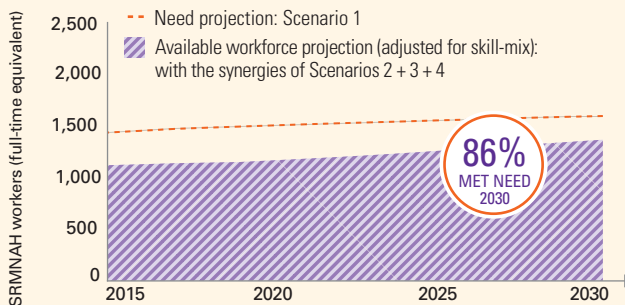 SRMNAH workers (full-time equivalent)
2,500
2,000
1,500
1,000
500
0
Need projection: Scenario 1
Available workforce projection (adjusted for skill-mix):
with the synergies of Scenarios 2 + 3 + 4
86%
MET NEED
2030
2015
2020
2025
2030